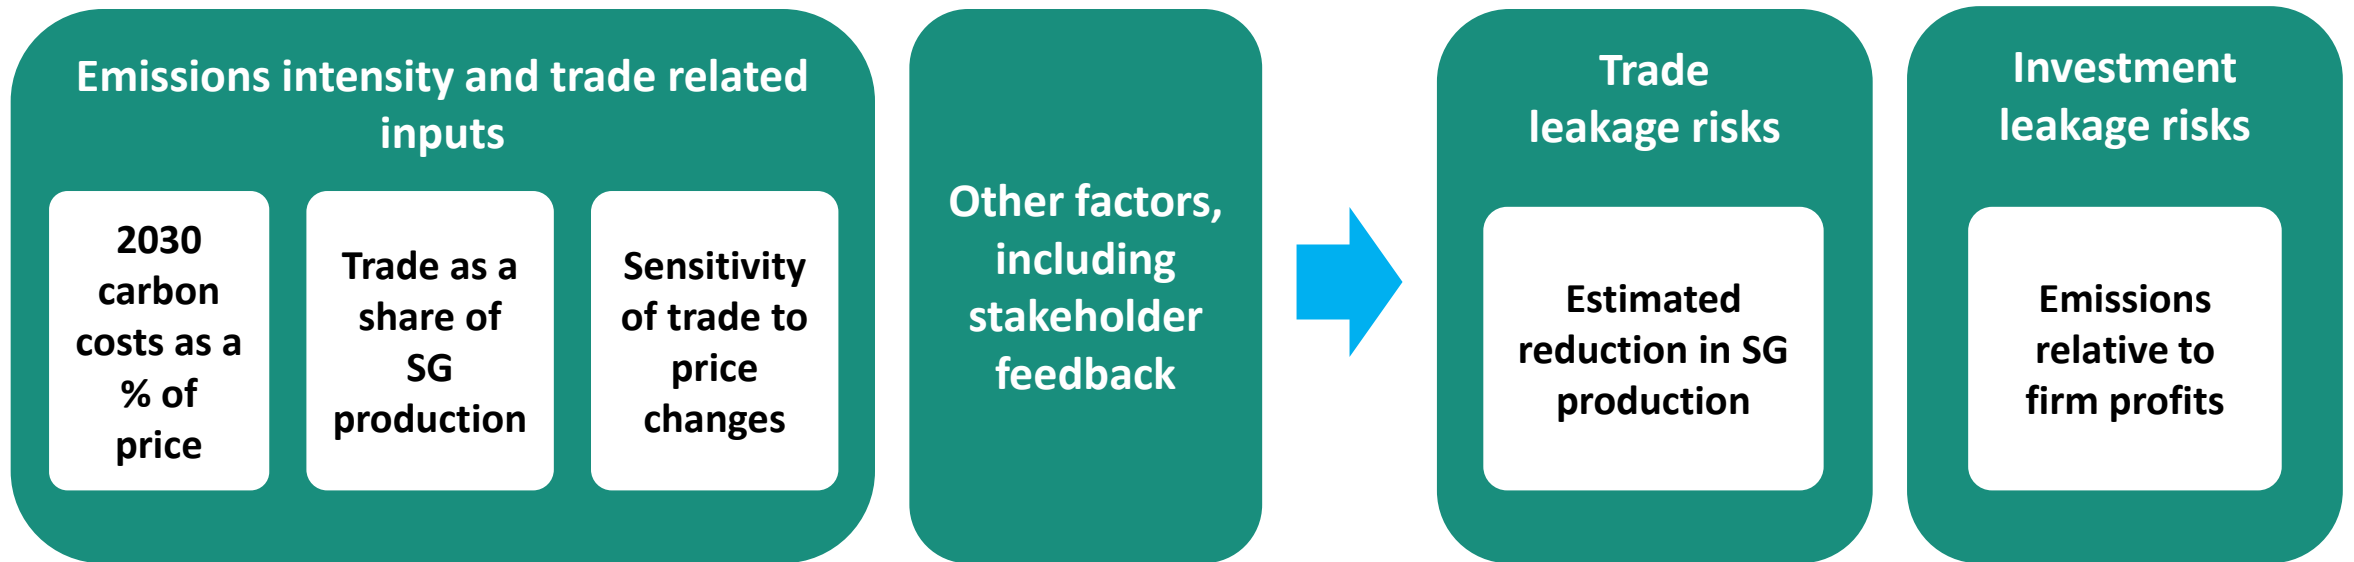 Emissions intensity and trade related
inputs
2030
carbon
costs as a
% of
price
Trade as a
share of
SG
production
Sensitivity
of trade to
price
changes
Other factors,
including
stakeholder
feedback
Trade
leakage risks
Estimated
reduction in SG
production
Investment
leakage risks
Emissions
relative to
firm profits